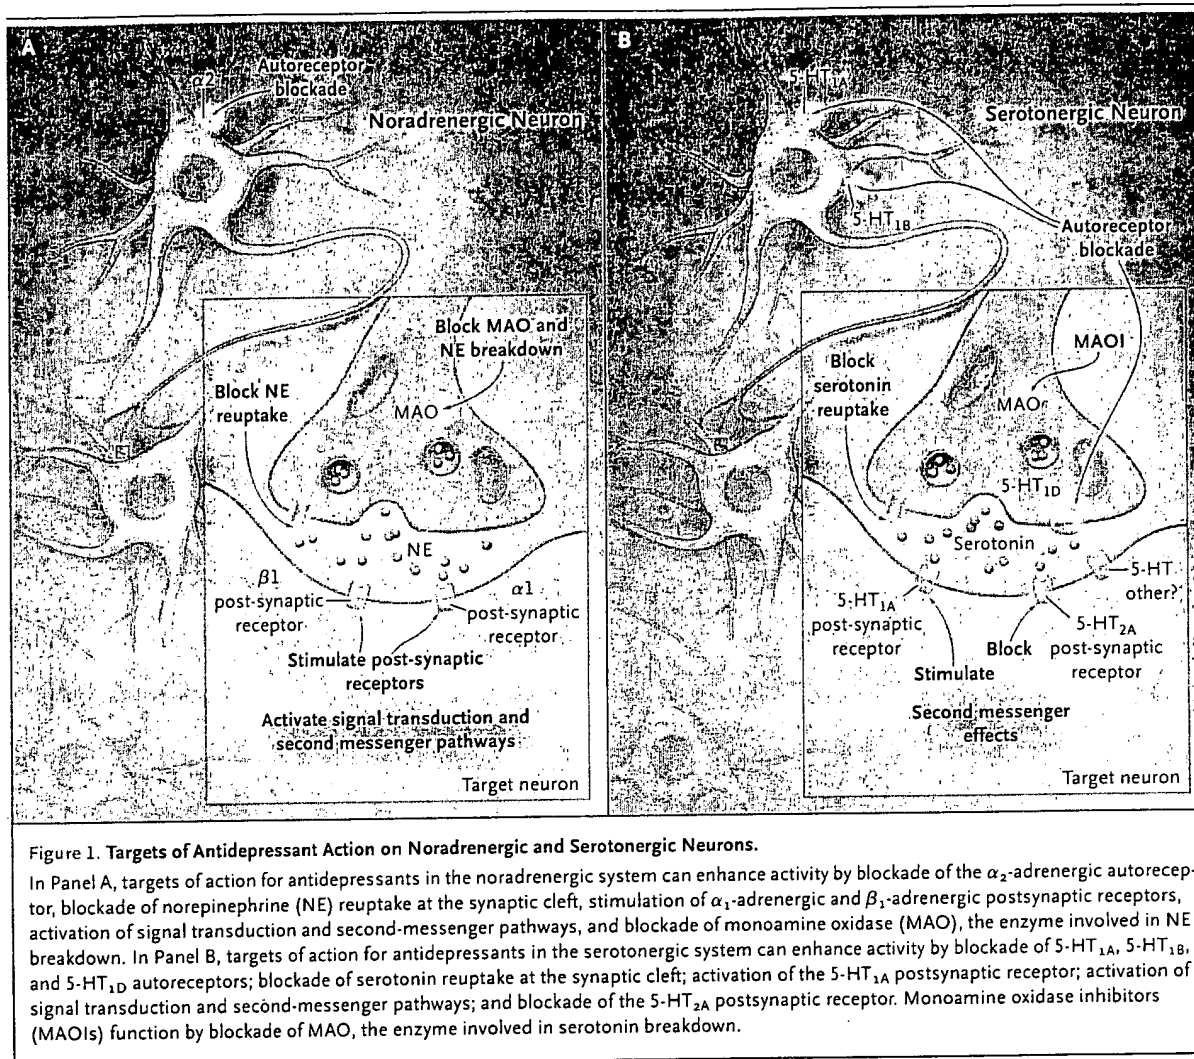 A
α2
Autoreceptor
blockade
Noradrenergic Neuron
Block MAO and
NE breakdown
Block NE
reuptake
MAO
NE
β1
post-synaptic
receptor
α1
post-synaptic
receptor
Stimulate post-synaptic
receptors
Activate signal transduction and
second messenger pathways
Target neuron
B
5-HT1A
Serotonergic Neuron
5-HT1B
Autoreceptor
blockade
MAOI
Block
serotonin
reuptake
MAO
5-HT1D
Serotonin
5-HT
other?
5-HT1A
post-synaptic
receptor
5-HT2A
post-synaptic
receptor
Block
Stimulate
Second messenger
effects
Target neuron
Figure 1. Targets of Antidepressant Action on Noradrenergic and Serotonergic Neurons.
In Panel A, targets of action for antidepressants in the noradrenergic system can enhance activity by blockade of the α2-adrenergic autorecep-
tor, blockade of norepinephrine (NE) reuptake at the synaptic cleft, stimulation of α1-adrenergic and β1-adrenergic postsynaptic receptors,
activation of signal transduction and second-messenger pathways, and blockade of monoamine oxidase (MAO), the enzyme involved in NE
breakdown. In Panel B, targets of action for antidepressants in the serotonergic system can enhance activity by blockade of 5-HT1A, 5-HT1B,
and 5-HT1D autoreceptors; blockade of serotonin reuptake at the synaptic cleft; activation of the 5-HT1A postsynaptic receptor; activation of
signal transduction and second-messenger pathways; and blockade of the 5-HT2A postsynaptic receptor. Monoamine oxidase inhibitors
(MAOIs) function by blockade of MAO, the enzyme involved in serotonin breakdown.